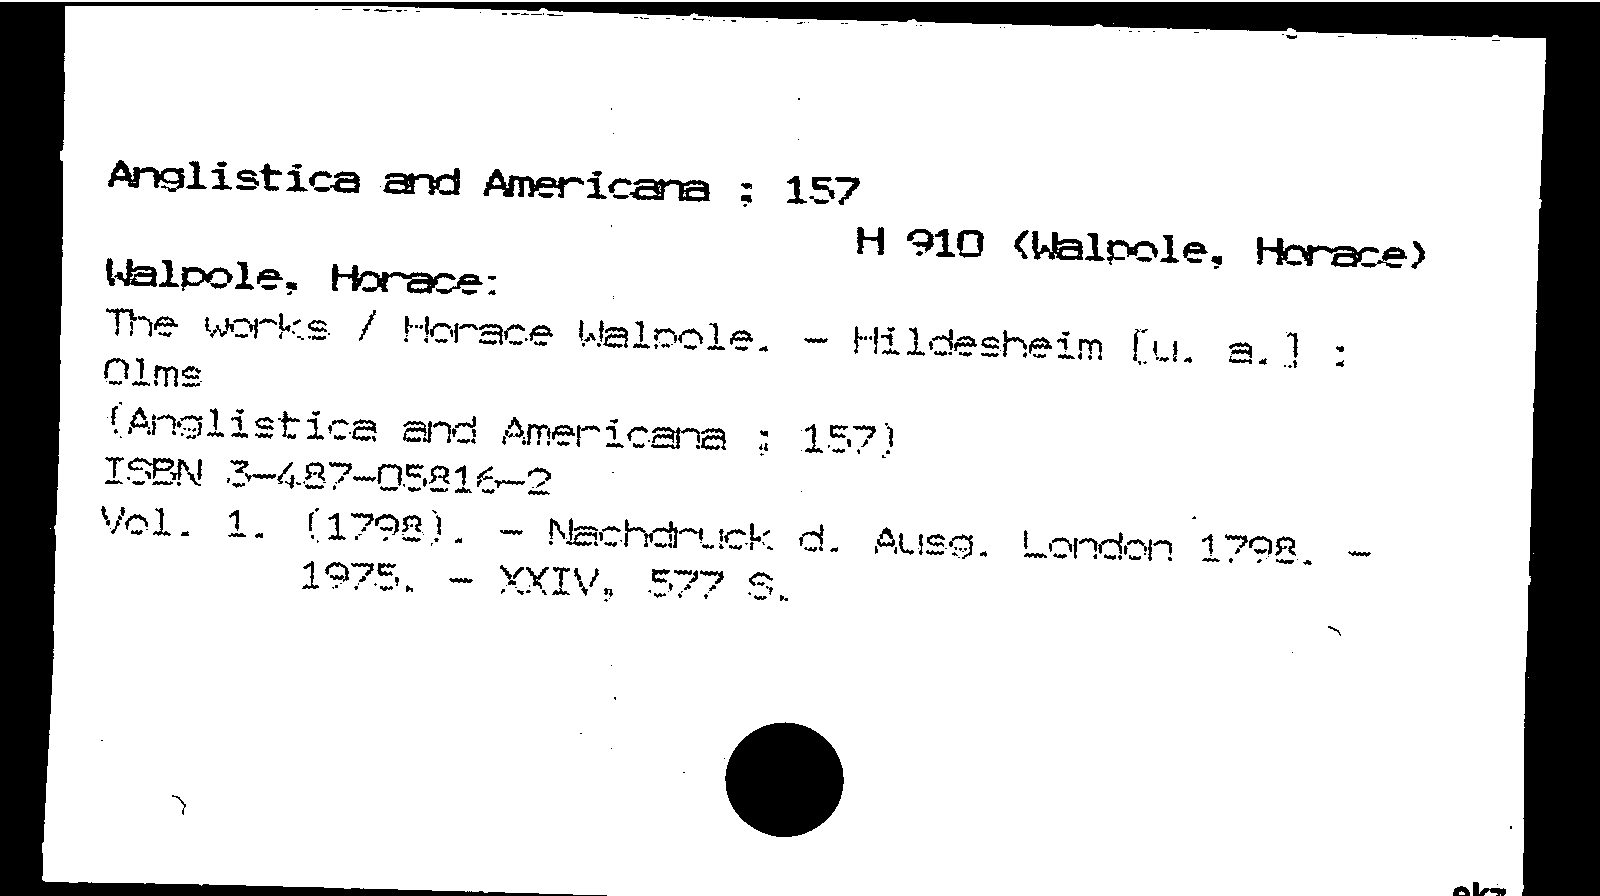 Anglistica and Americana ; 157
H 910 (Walpole, Horace)
Walpole, Horace:
The works / Horace Walpole. - Hildesheim [u. a.] :
Olms
(Anglistica and Americana ; 157)
ISBN 3-487-05816-2
Vol. 1. (1798). - Nachdruck d. Ausg. London 1798. -
1975. - XXIV, 577 S.
ekz